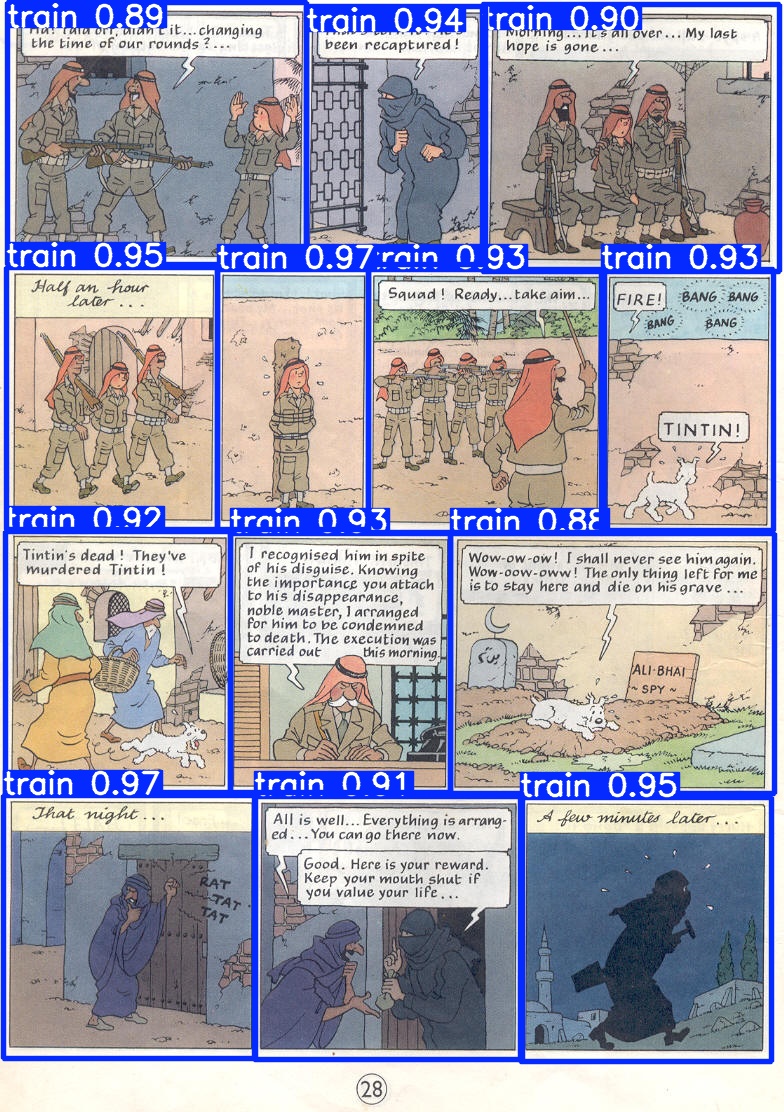 train 0.89
train 0.94
train 0.90
Ha! Told off, didn't it...changing
the time of our rounds?...
been recaptured!
Morning...It's all over... My last
hope is gone...
train 0.95
train 0.97
train 0.93
train 0.93
Half an hour
later...
Squad! Ready...take aim...
FIRE!
BANG BANG
BANG BANG
TINTIN!
train 0.92
train 0.93
train 0.88
Tintin's dead! They've
murdered Tintin!
I recognised him in spite
of his disguise. Knowing
the importance you attach
to his disappearance,
noble master, I arranged
for him to be condemned
to death. The execution was
carried out this morning.
Wow-ow-ow! I shall never see him again.
Wow-oow-oww! The only thing left for me
is to stay here and die on his grave...
ALI-BHAI
~ SPY ~
train 0.97
train 0.91
train 0.95
That night...
RAT
TAT
TAT
All is well... Everything is arrang-
ed... You can go there now.
Good. Here is your reward.
Keep your mouth shut if
you value your life...
A few minutes later...
28